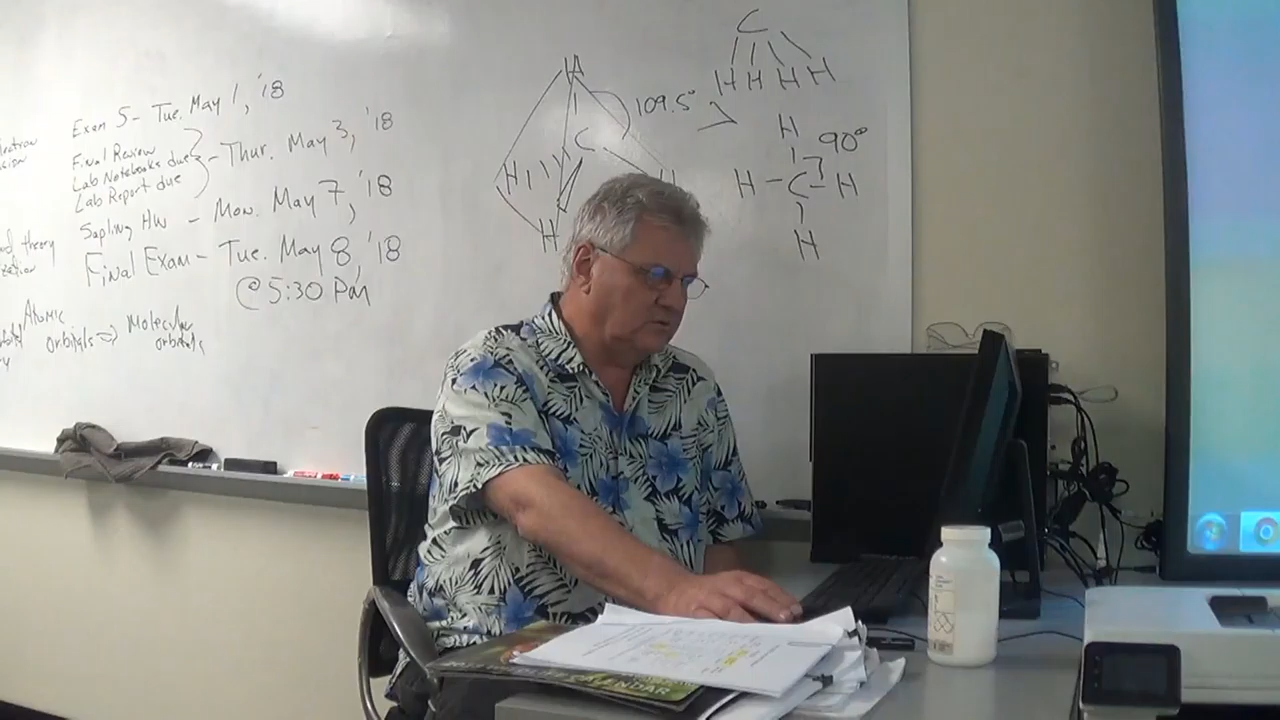 Exam 5 - Tue. May 1, '18
Final Review
Lab Notebooks due
Lab Report due
- Thur. May 3, '18
Sapling HW - Mon. May 7, '18
Final Exam - Tue. May 8, '18
@ 5:30 PM
theory
Atomic
orbitals ⇒ Molecular
orbitals
H
C
H
H
109.5°
C
H H H H
H
90°
H - C - H
H
CALENDAR